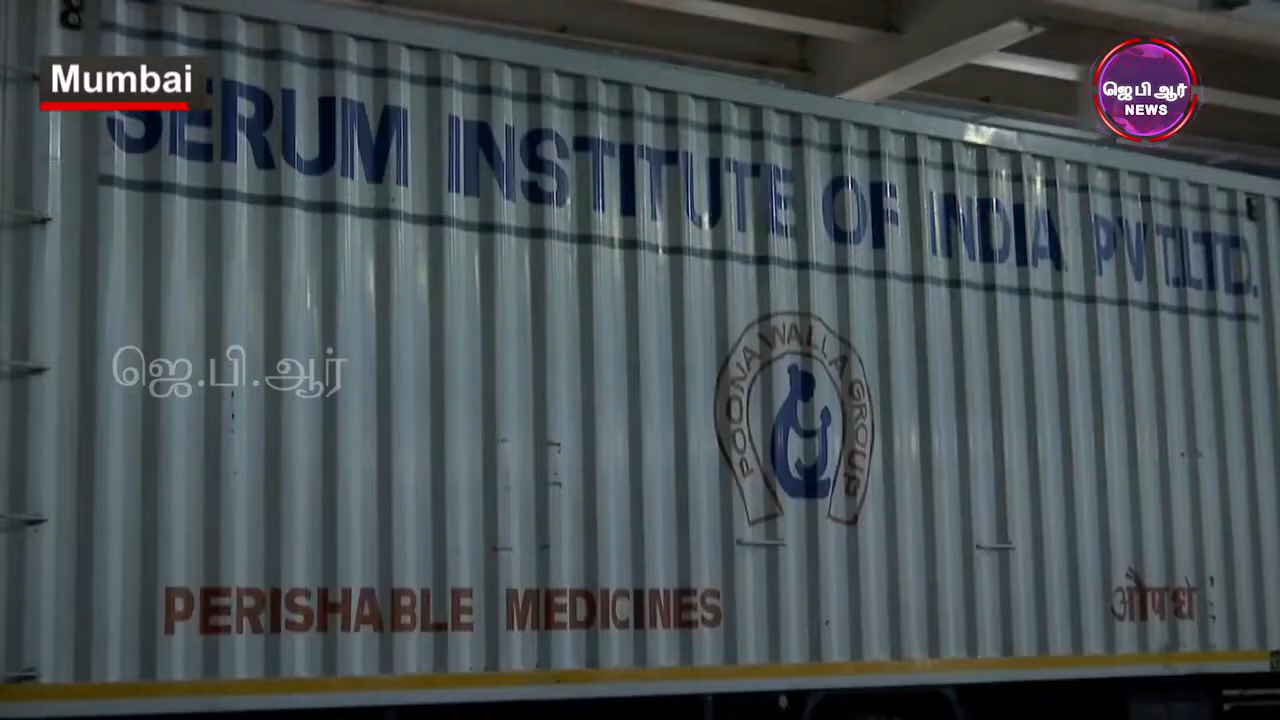 Mumbai
ஜெ பி ஆர்
NEWS
SERUM INSTITUTE OF INDIA PVT.LTD.
ஜெ.பி.ஆர்
POONAWALLA GROUP
PERISHABLE MEDICINES
औषधे